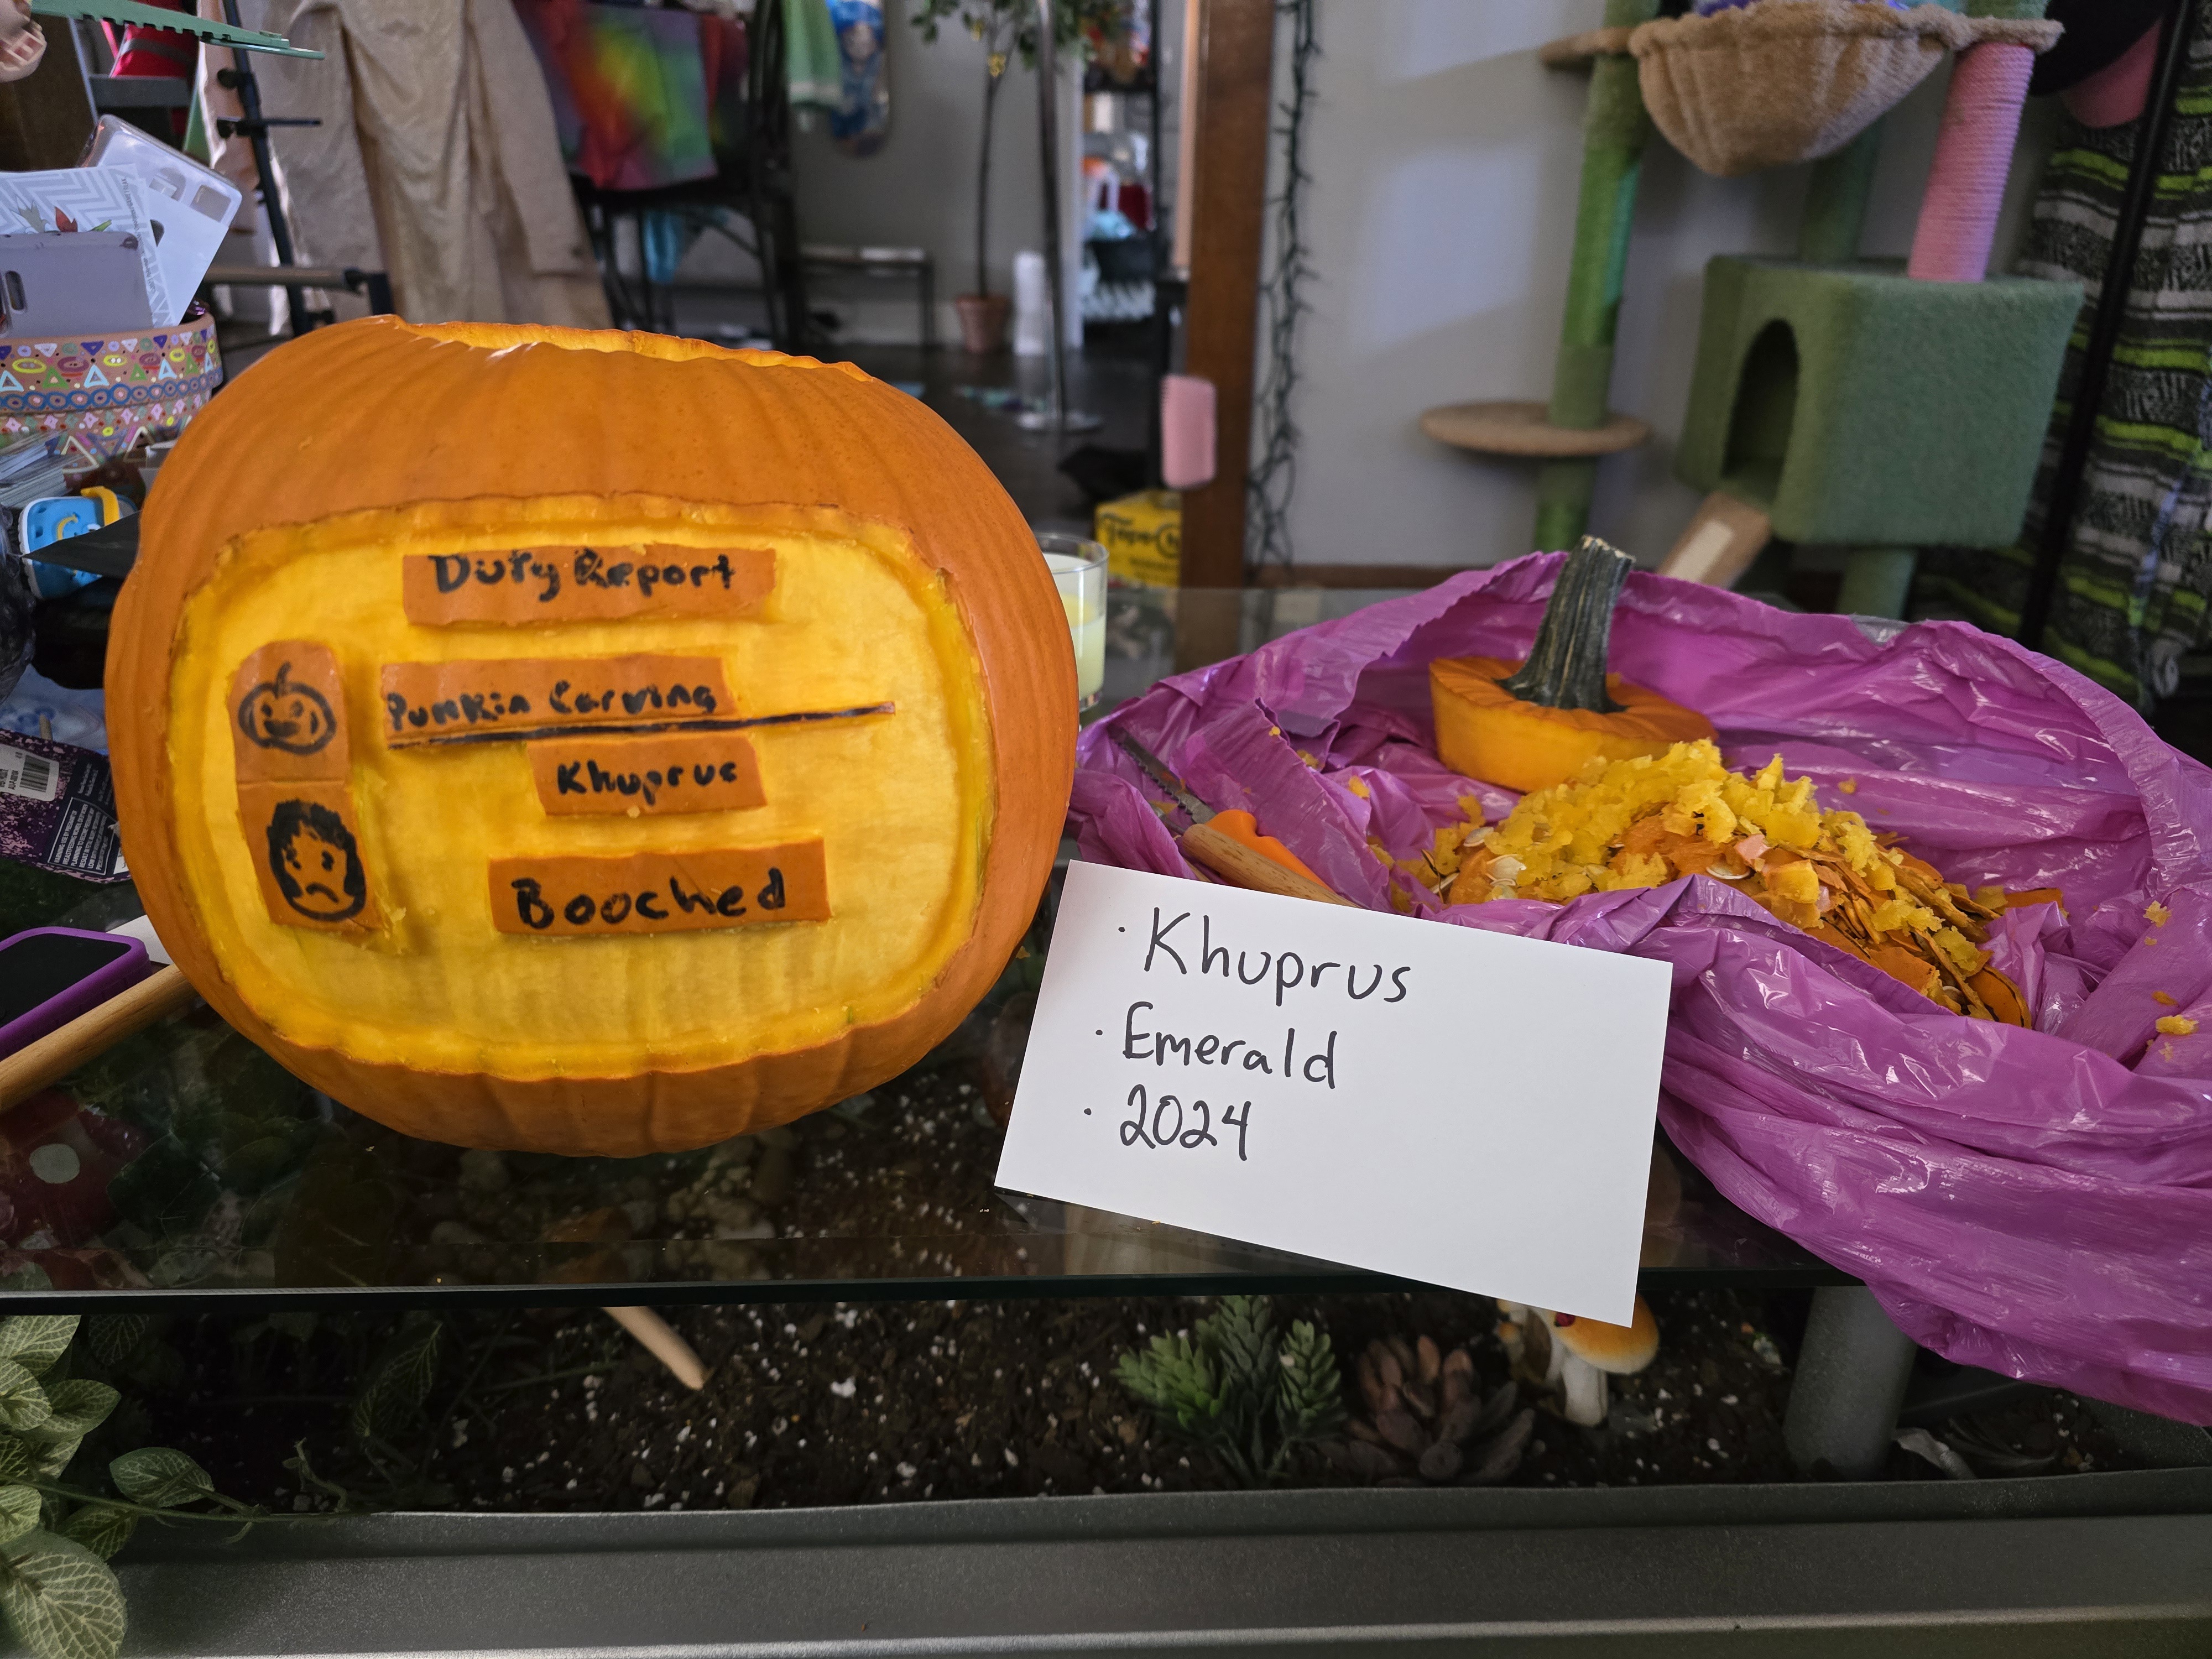 Duty Report
Punkin Carving
Khuprus
Booched
· Khuprus
· Emerald
· 2024